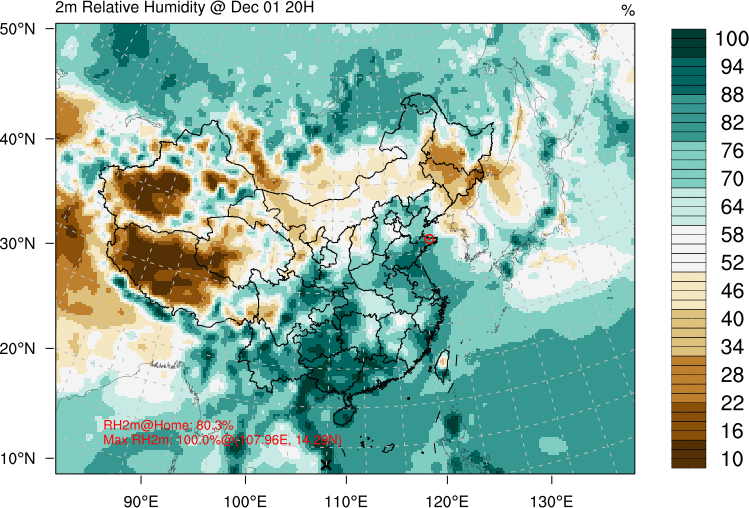 2m Relative Humidity @ Dec 01 20H
%
50°N
40°N
30°N
20°N
10°N
90°E
100°E
110°E
120°E
130°E
100
94
88
82
76
70
64
58
52
46
40
34
28
22
16
10
RH2m@Home: 80.3%
Max RH2m: 100.0%@(107.96E, 14.29N)